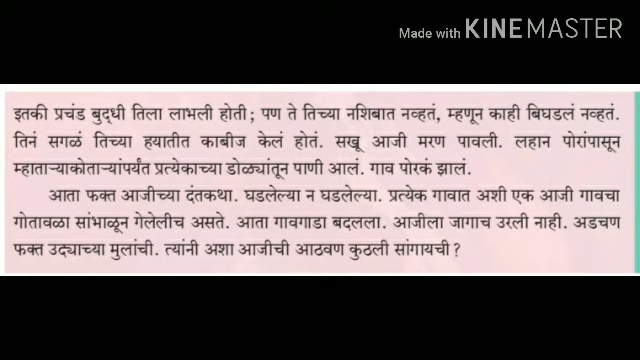 Made with KINEMASTER
इतकी प्रचंड बुद्धी तिला लाभली होती; पण ते तिच्या नशिबात नव्हतं, म्हणून काही बिघडलं नव्हतं.
तिनं सगळं तिच्या हयातीत काबीज केलं होतं. सखू आजी मरण पावली. लहान पोरांपासून
म्हाताऱ्याकोताऱ्यांपर्यंत प्रत्येकाच्या डोळ्यांतून पाणी आलं. गाव पोरकं झालं.
आता फक्त आजीच्या दंतकथा. घडलेल्या न घडलेल्या. प्रत्येक गावात अशी एक आजी गावचा
गोतावळा सांभाळून गेलेलीच असते. आता गावगाडा बदलला. आजीला जागाच उरली नाही. अडचण
फक्त उद्याच्या मुलांची. त्यांनी अशा आजीची आठवण कुठली सांगायची ?